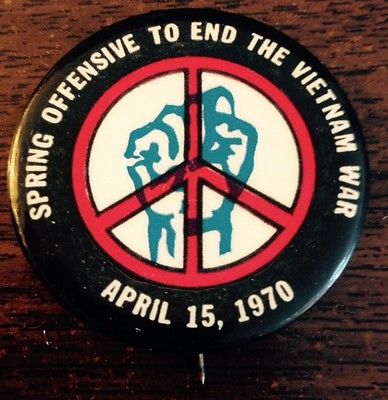 SPRING OFFENSIVE TO END THE VIETNAM WAR
APRIL 15, 1970